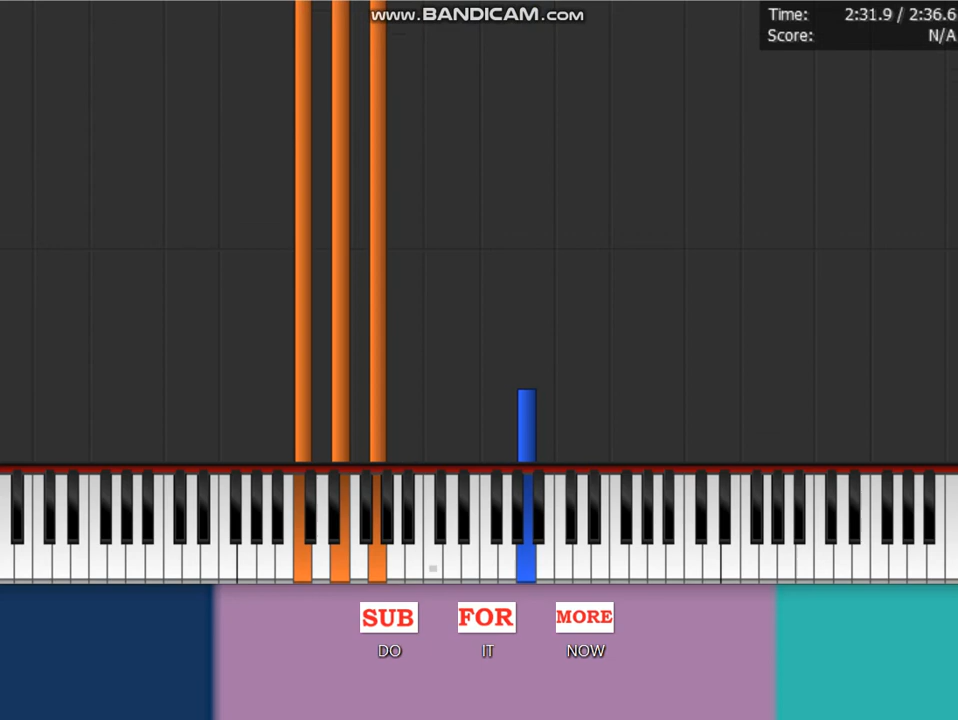 www.BANDICAM.com
Time: 2:31.9 / 2:36.6
Score: N/A
SUB FOR MORE
DO IT NOW